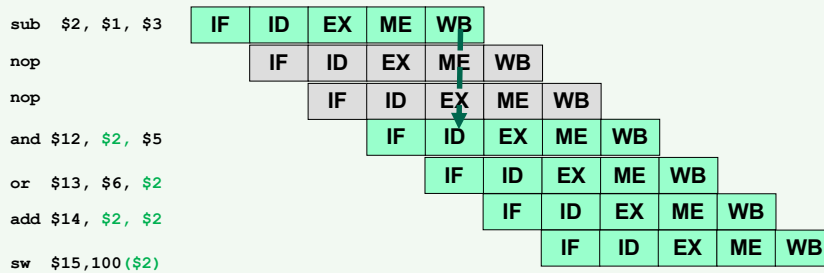 sub $2, $1, $3 IF ID EX ME WB
nop IF ID EX ME WB
nop IF ID EX ME WB
and $12, $2, $5 IF ID EX ME WB
or $13, $6, $2 IF ID EX ME WB
add $14, $2, $2 IF ID EX ME WB
sw $15,100($2) IF ID EX ME WB